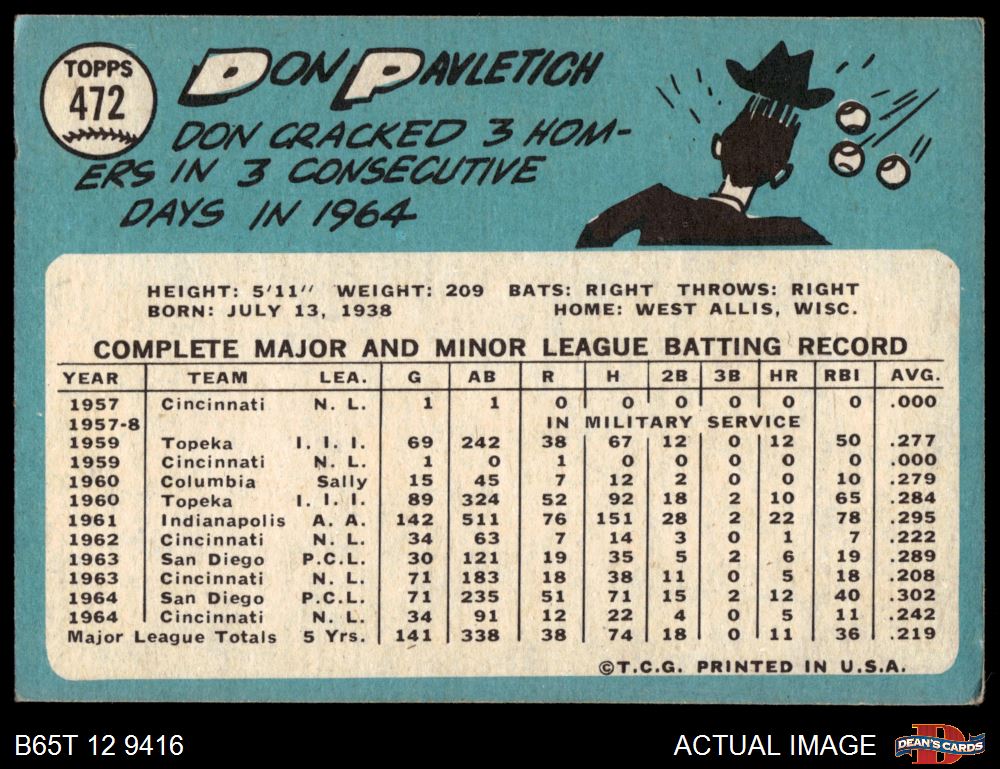 TOPPS
472
DON PAVLETICH
DON CRACKED 3 HOM-
ERS IN 3 CONSECUTIVE
DAYS IN 1964
HEIGHT: 5'11" WEIGHT: 209 BATS: RIGHT THROWS: RIGHT
BORN: JULY 13, 1938 HOME: WEST ALLIS, WISC.
COMPLETE MAJOR AND MINOR LEAGUE BATTING RECORD
YEAR TEAM LEA. G AB R H 2B 3B HR RBI AVG.
1957 Cincinnati N. L. 1 1 0 0 0 0 0 0 .000
1957-8 IN MILITARY SERVICE
1959 Topeka I. I. I. 69 242 38 67 12 0 12 50 .277
1959 Cincinnati N. L. 1 0 1 0 0 0 0 0 .000
1960 Columbia Sally 15 45 7 12 2 0 0 10 .279
1960 Topeka I. I. I. 89 324 52 92 18 2 10 65 .284
1961 Indianapolis A. A. 142 511 76 151 28 2 22 78 .295
1962 Cincinnati N. L. 34 63 7 14 3 0 1 7 .222
1963 San Diego P.C.L. 30 121 19 35 5 2 6 19 .289
1963 Cincinnati N. L. 71 183 18 38 11 0 5 18 .208
1964 San Diego P.C.L. 71 235 51 71 15 2 12 40 .302
1964 Cincinnati N. L. 34 91 12 22 4 0 5 11 .242
Major League Totals 5 Yrs. 141 338 38 74 18 0 11 36 .219
©T.C.G. PRINTED IN U.S.A.
B65T 12 9416 ACTUAL IMAGE D DEAN'S CARDS